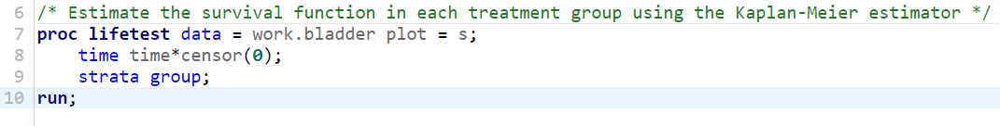 6 /* Estimate the survival function in each treatment group using the Kaplan-Meier estimator */
7 proc lifetest data = work.bladder plot = s;
8 time time*censor(0);
9 strata group;
10 run;